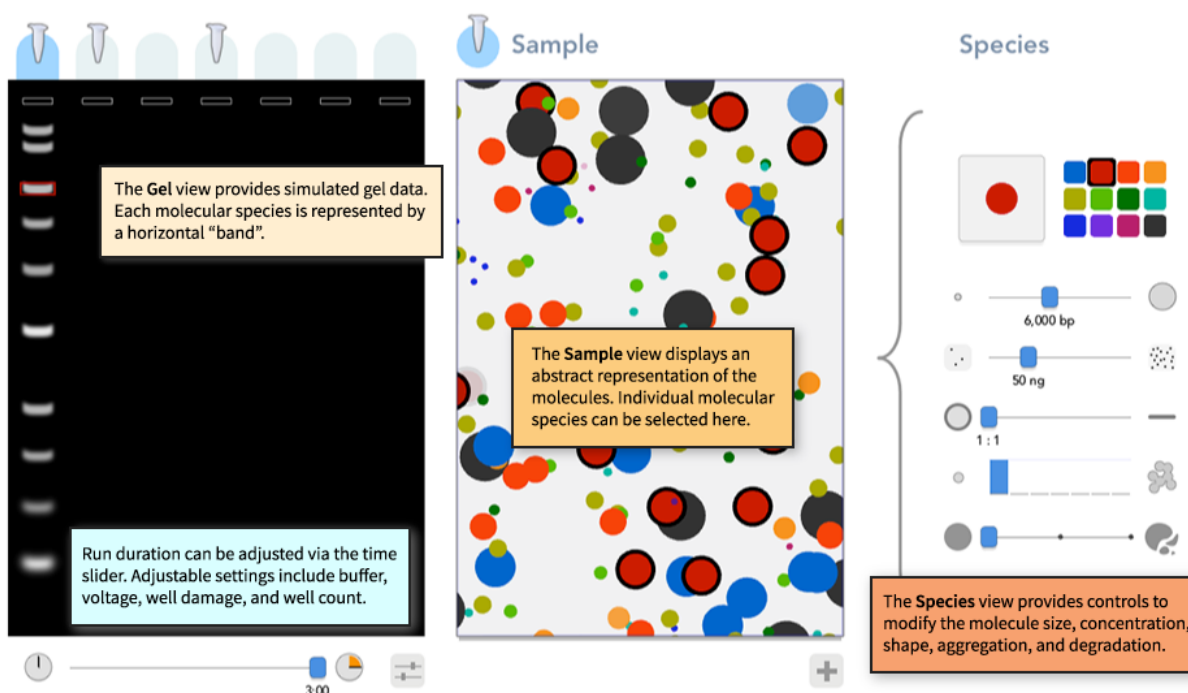 Sample
Species
The Gel view provides simulated gel data.
Each molecular species is represented by
a horizontal “band”.
6,000 bp
50 ng
1 : 1
The Sample view displays an
abstract representation of the
molecules. Individual molecular
species can be selected here.
Run duration can be adjusted via the time
slider. Adjustable settings include buffer,
voltage, well damage, and well count.
The Species view provides controls to
modify the molecule size, concentration,
shape, aggregation, and degradation.
3:00